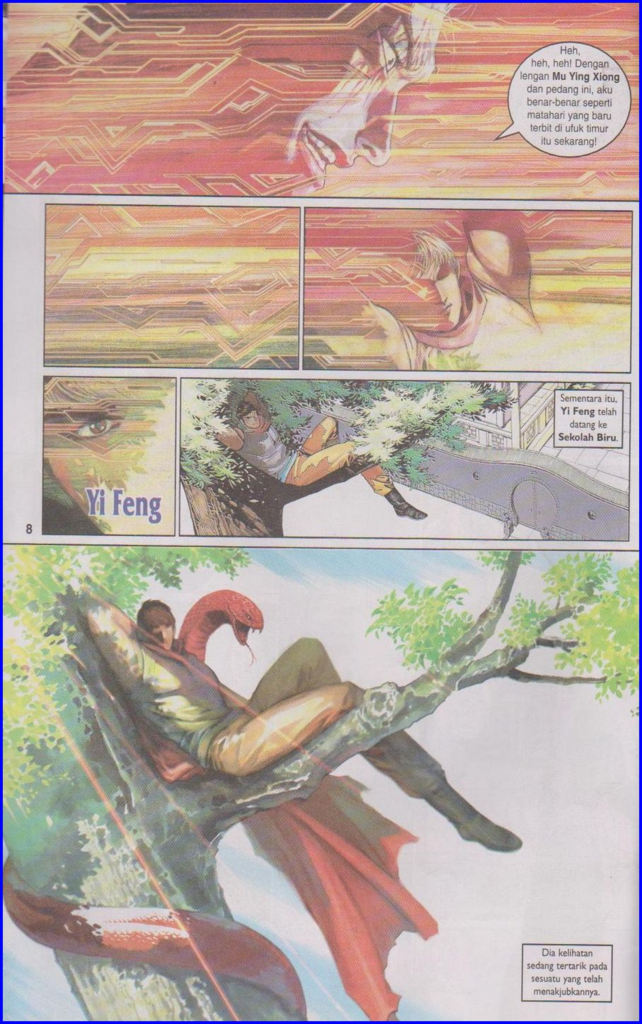 Heh,
heh, heh! Dengan
lengan Mu Ying Xiong
dan pedang ini, aku
benar-benar seperti
matahari yang baru
terbit di ufuk timur
itu sekarang!
Yi Feng
Sementara itu,
Yi Feng telah
datang ke
Sekolah Biru.
8
Dia kelihatan
sedang tertarik pada
sesuatu yang telah
menakjubkannya.